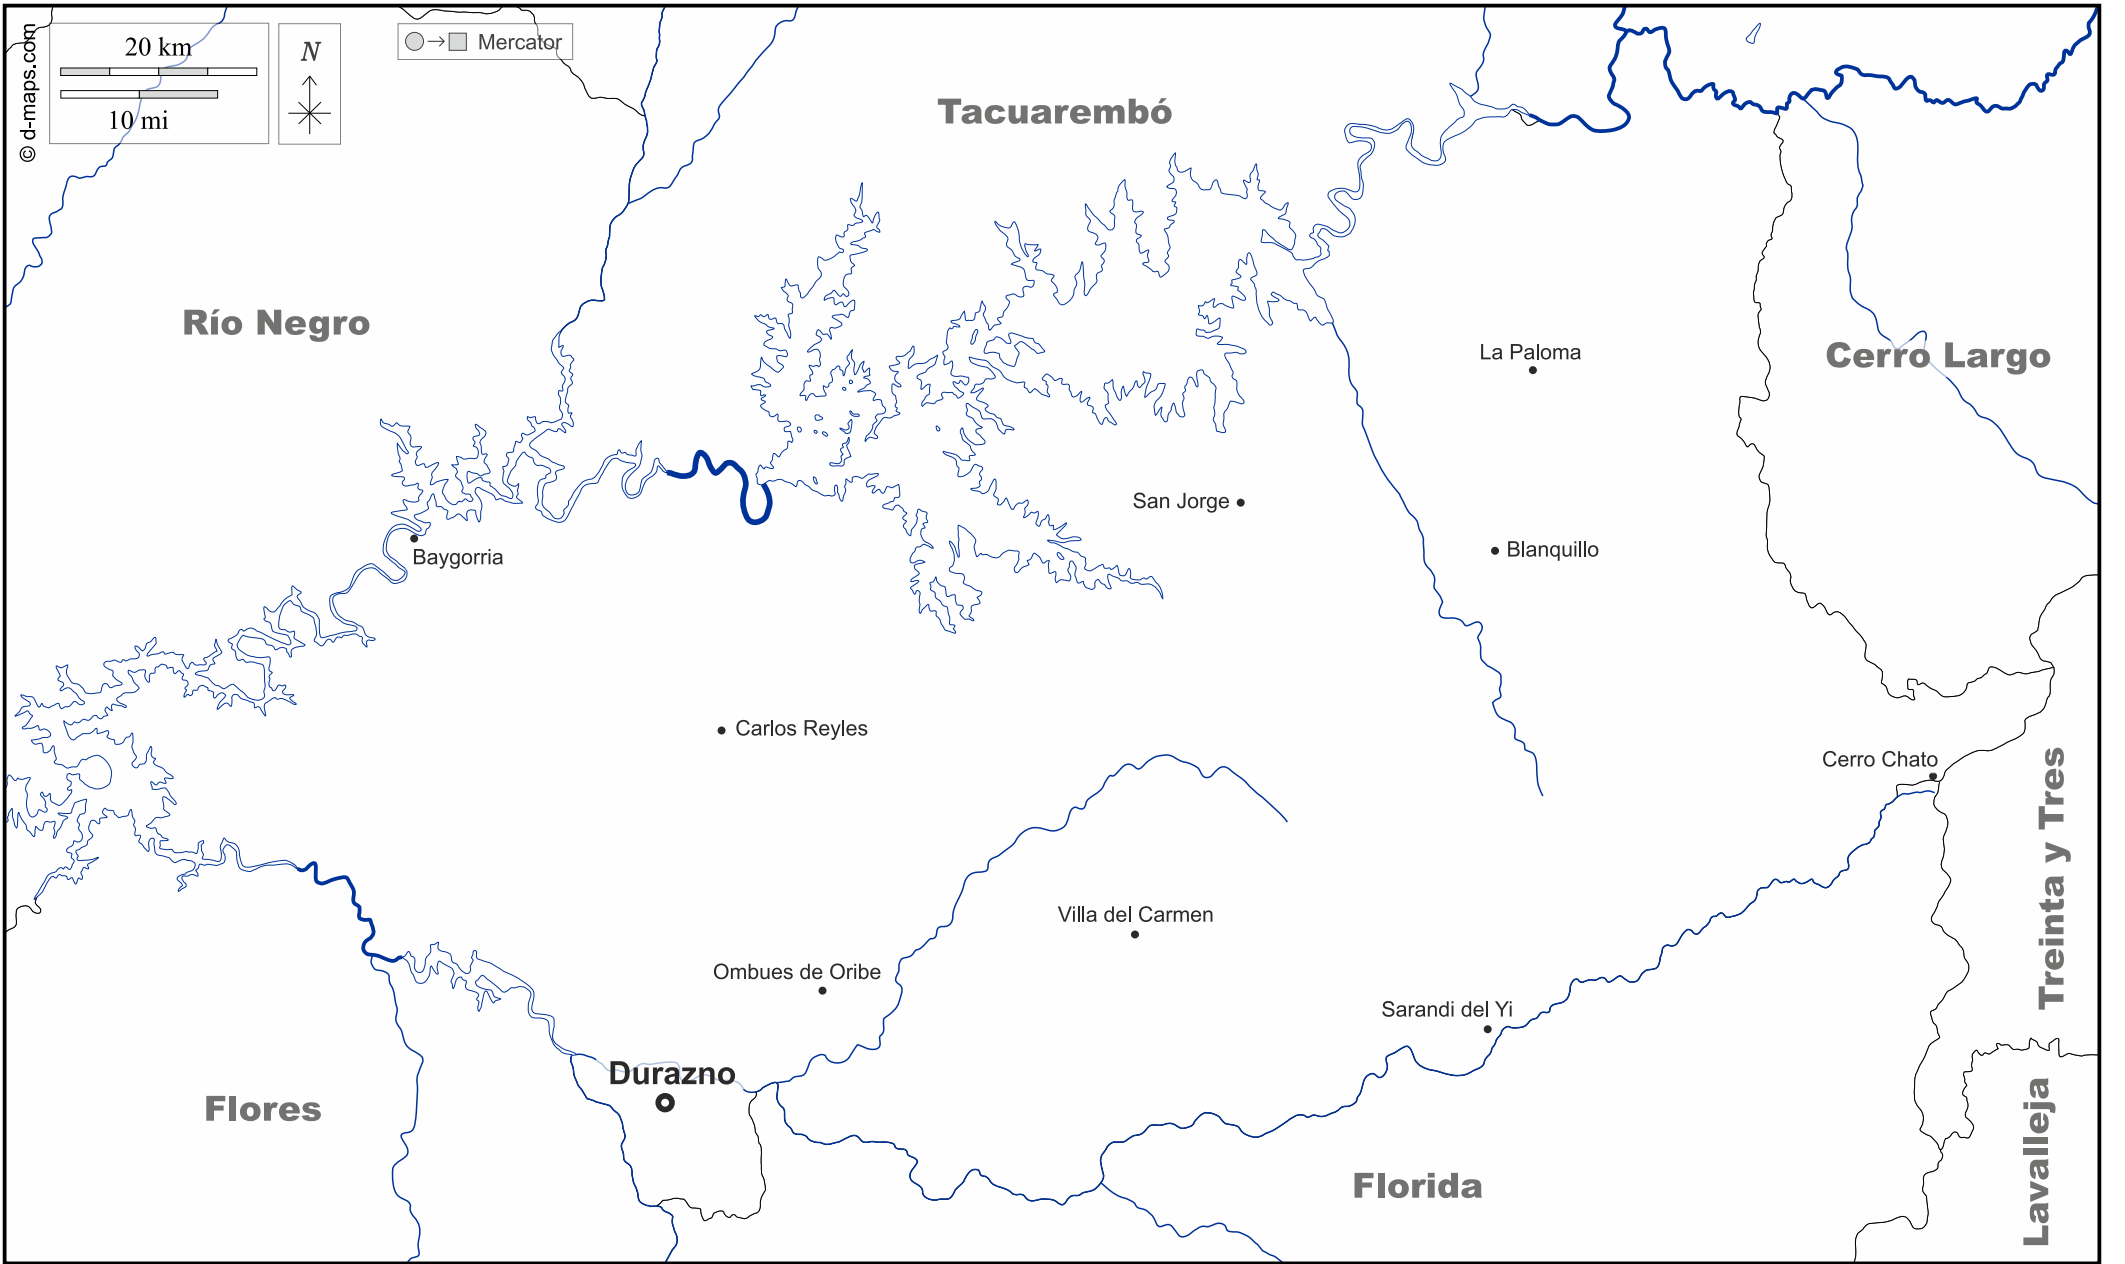 © d-maps.com
20 km
10 mi
N
Mercator
Tacuarembó
Río Negro
La Paloma
Cerro Largo
San Jorge
Blanquillo
Baygorria
Carlos Reyles
Cerro Chato
Treinta y Tres
Villa del Carmen
Ombues de Oribe
Sarandi del Yi
Durazno
Flores
Florida
Lavalleja